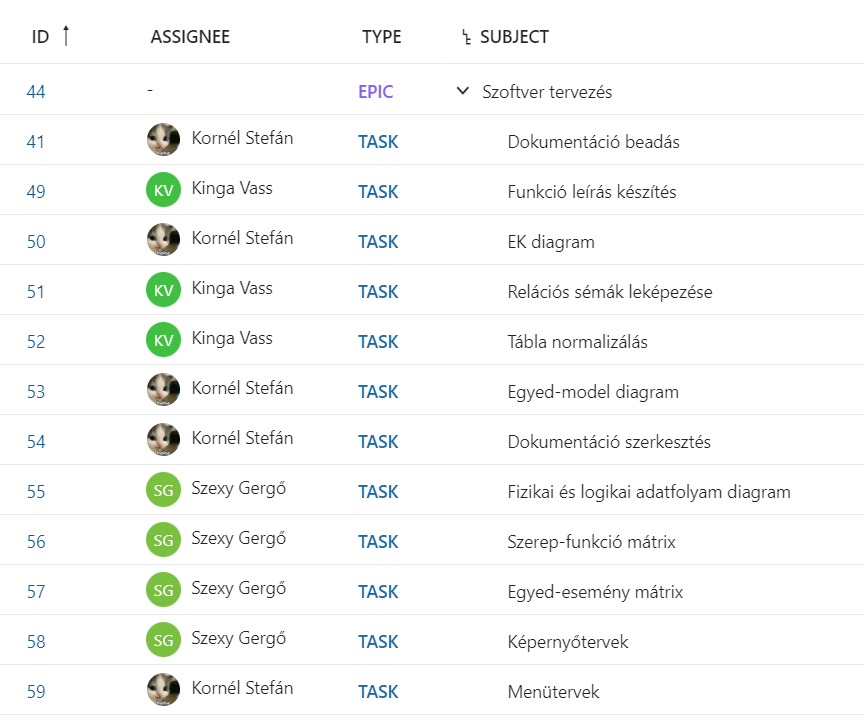 ID ↑ ASSIGNEE TYPE SUBJECT
44 - EPIC Szoftver tervezés
41 Kornél Stefán TASK Dokumentáció beadás
49 KV Kinga Vass TASK Funkció leírás készítés
50 Kornél Stefán TASK EK diagram
51 KV Kinga Vass TASK Relációs sémák leképezése
52 KV Kinga Vass TASK Tábla normalizálás
53 Kornél Stefán TASK Egyed-model diagram
54 Kornél Stefán TASK Dokumentáció szerkesztés
55 SG Szexy Gergő TASK Fizikai és logikai adatfolyam diagram
56 SG Szexy Gergő TASK Szerep-funkció mátrix
57 SG Szexy Gergő TASK Egyed-esemény mátrix
58 SG Szexy Gergő TASK Képernyőtervek
59 Kornél Stefán TASK Menütervek